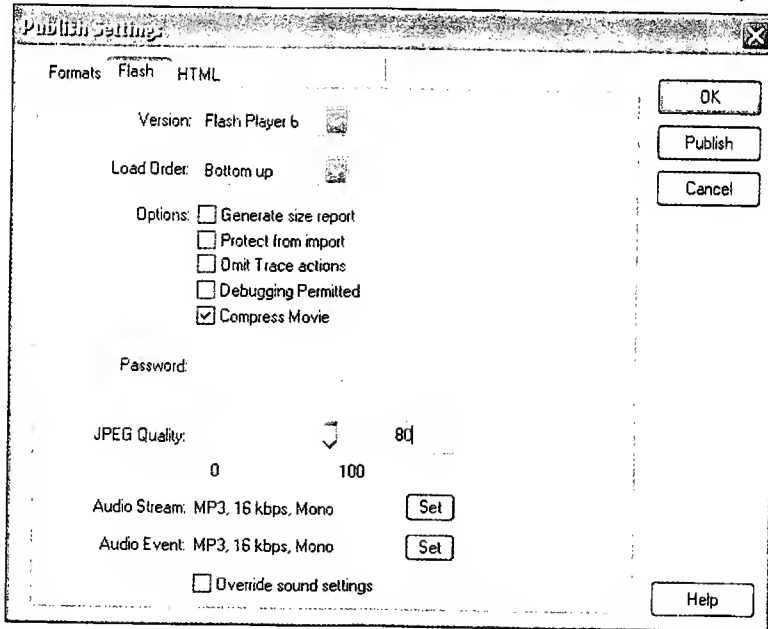 Publish Settings
Formats Flash HTML
OK
Version: Flash Player 6
Publish
Load Order: Bottom up
Cancel
Options: Generate size report
Protect from import
Omit Trace actions
Debugging Permitted
Compress Movie
Password:
JPEG Quality: 80
0 100
Audio Stream: MP3, 16 kbps, Mono Set
Audio Event: MP3, 16 kbps, Mono Set
Override sound settings
Help